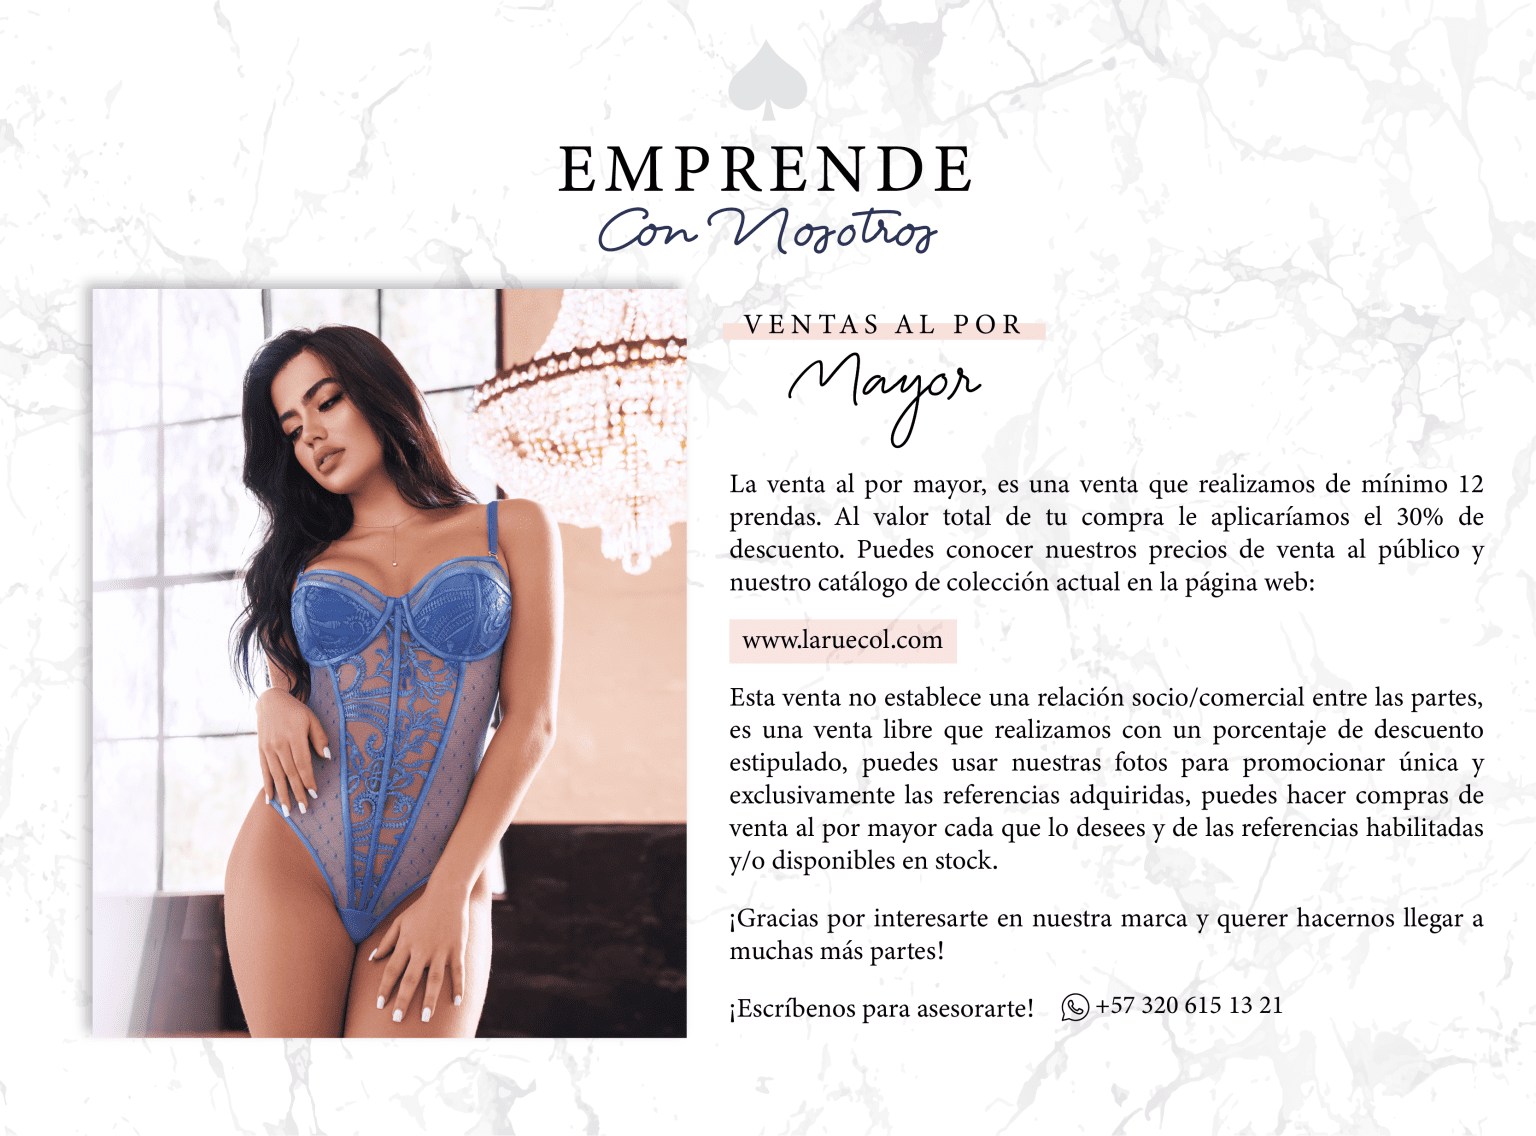 EMPRENDE
Con Nosotros
VENTAS AL POR
Mayor
La venta al por mayor, es una venta que realizamos de mínimo 12
prendas. Al valor total de tu compra le aplicaríamos el 30% de
descuento. Puedes conocer nuestros precios de venta al público y
nuestro catálogo de colección actual en la página web:
www.laruecol.com
Esta venta no establece una relación socio/comercial entre las partes,
es una venta libre que realizamos con un porcentaje de descuento
estipulado, puedes usar nuestras fotos para promocionar única y
exclusivamente las referencias adquiridas, puedes hacer compras de
venta al por mayor cada que lo desees y de las referencias habilitadas
y/o disponibles en stock.
¡Gracias por interesarte en nuestra marca y querer hacernos llegar a
muchas más partes!
¡Escríbenos para asesorarte! +57 320 615 13 21